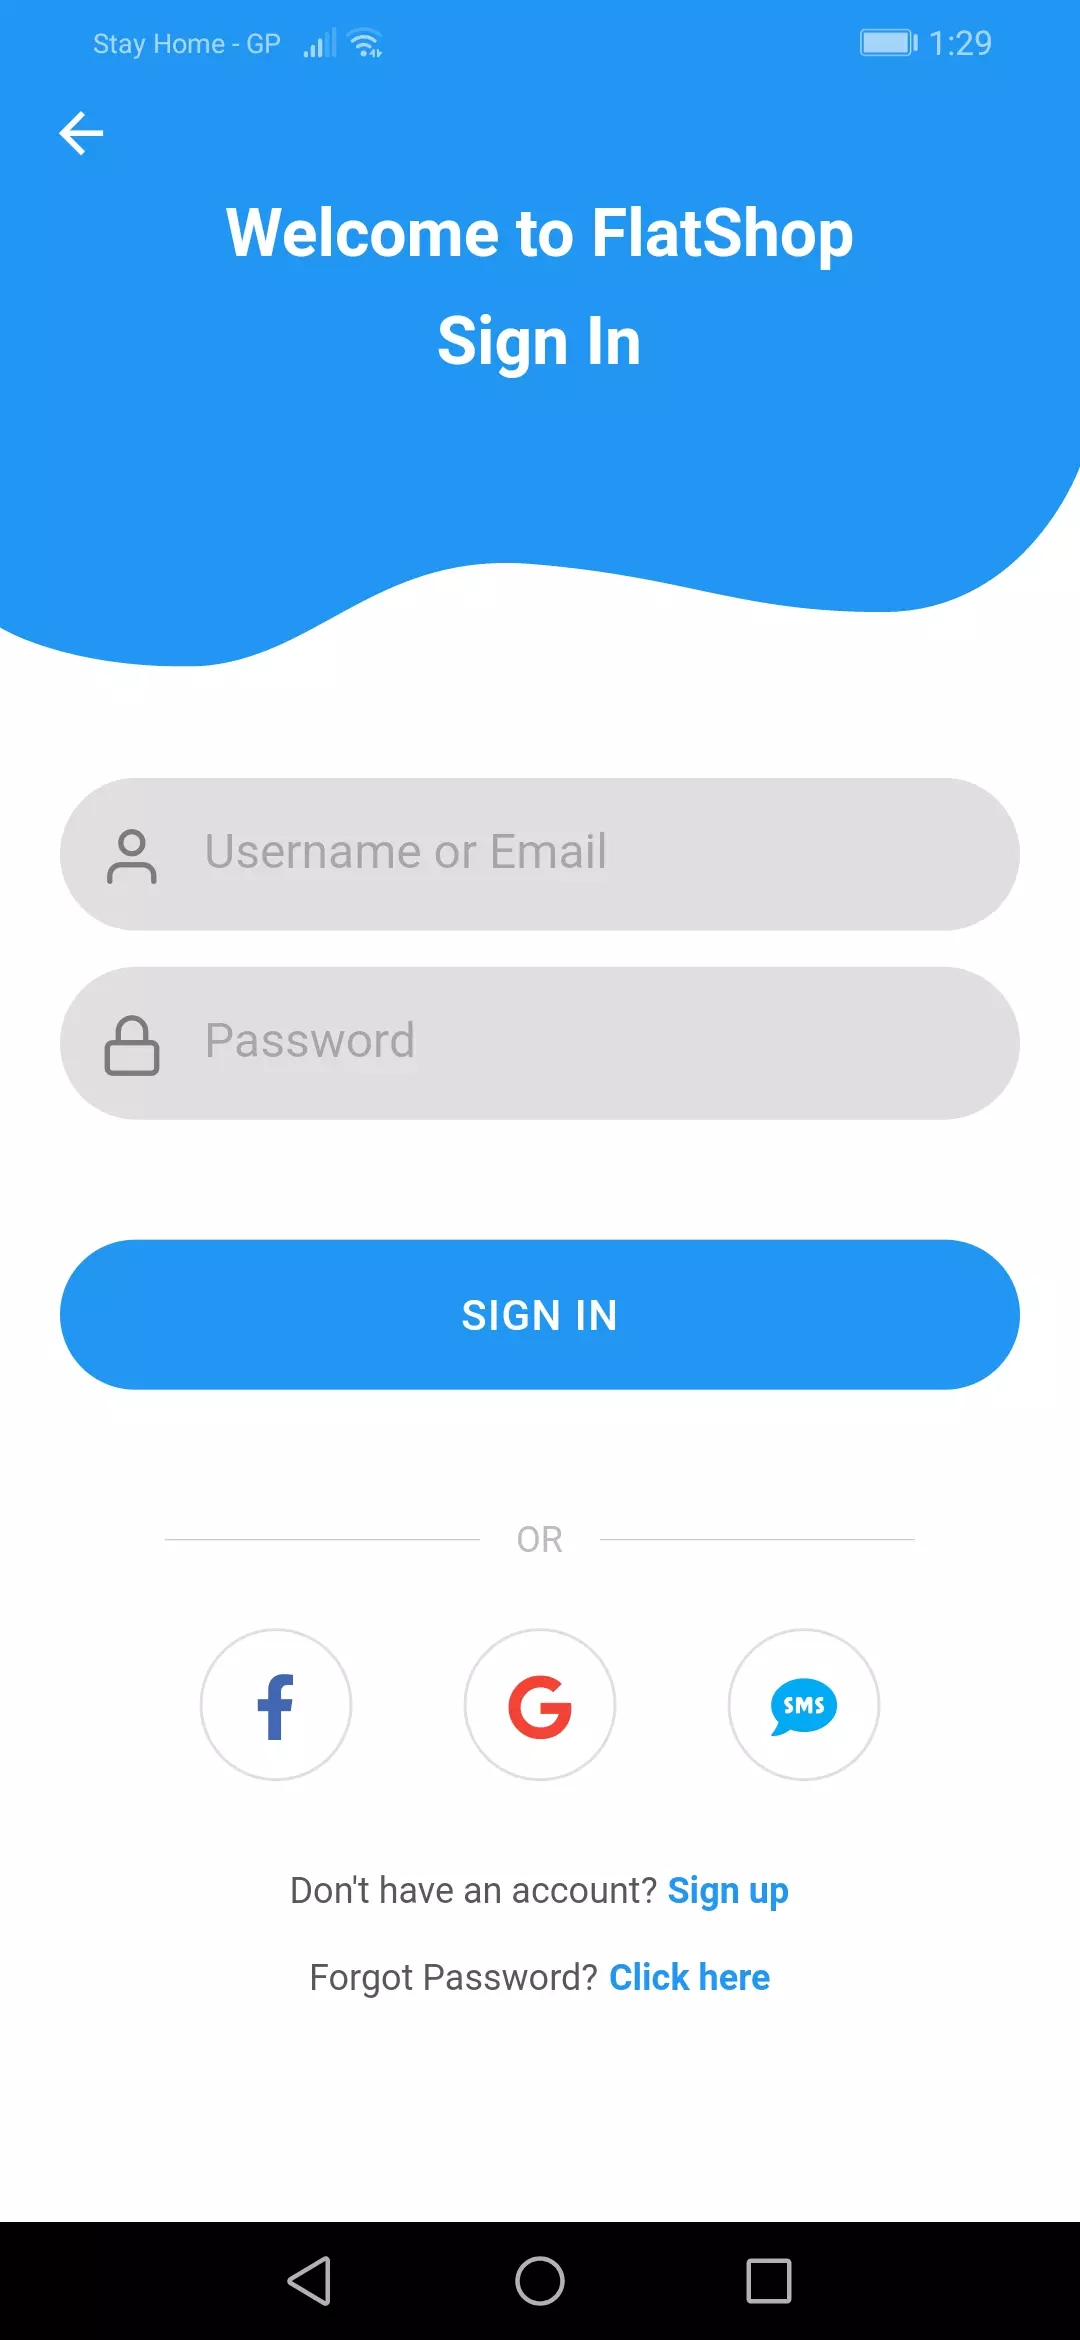 Stay Home - GP 1:29
Welcome to FlatShop
Sign In
Username or Email
Password
SIGN IN
OR
SMS
Don't have an account? Sign up
Forgot Password? Click here